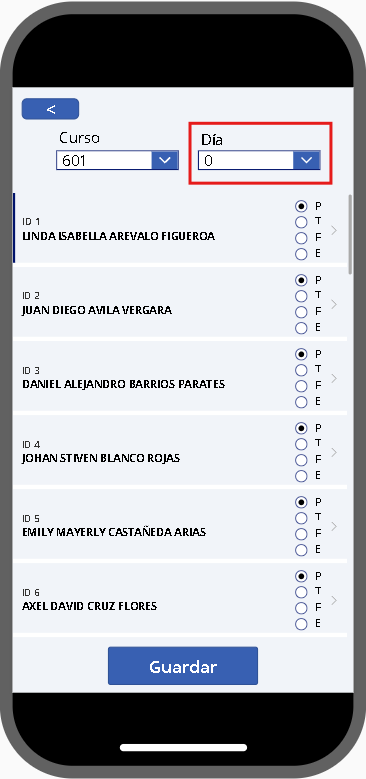 <
Curso
Día
601
0
ID 1
LINDA ISABELLA AREVALO FIGUEROA
P
T
F
E
ID 2
JUAN DIEGO AVILA VERGARA
P
T
F
E
ID 3
DANIEL ALEJANDRO BARRIOS PARATES
P
T
F
E
ID 4
JOHAN STIVEN BLANCO ROJAS
P
T
F
E
ID 5
EMILY MAYERLY CASTAÑEDA ARIAS
P
T
F
E
ID 6
AXEL DAVID CRUZ FLORES
P
T
F
E
Guardar